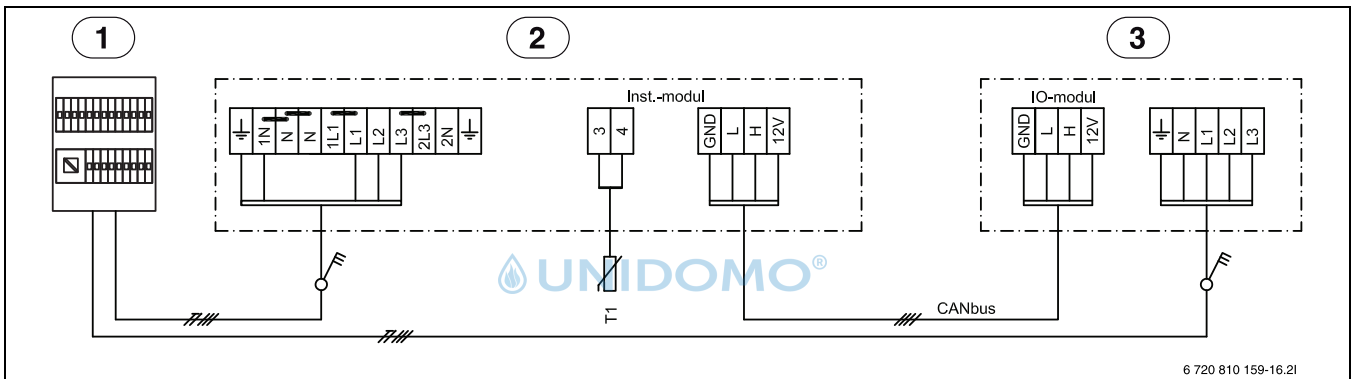 1
2
3
Inst.-modul
IO-modul
1N N N 1L1 L1 L2 L3 2L3 2N
3 4
GND L H 12V
GND L H 12V
N L1 L2 L3
UNIDOMO®
T1
CANbus
6 720 810 159-16.2I